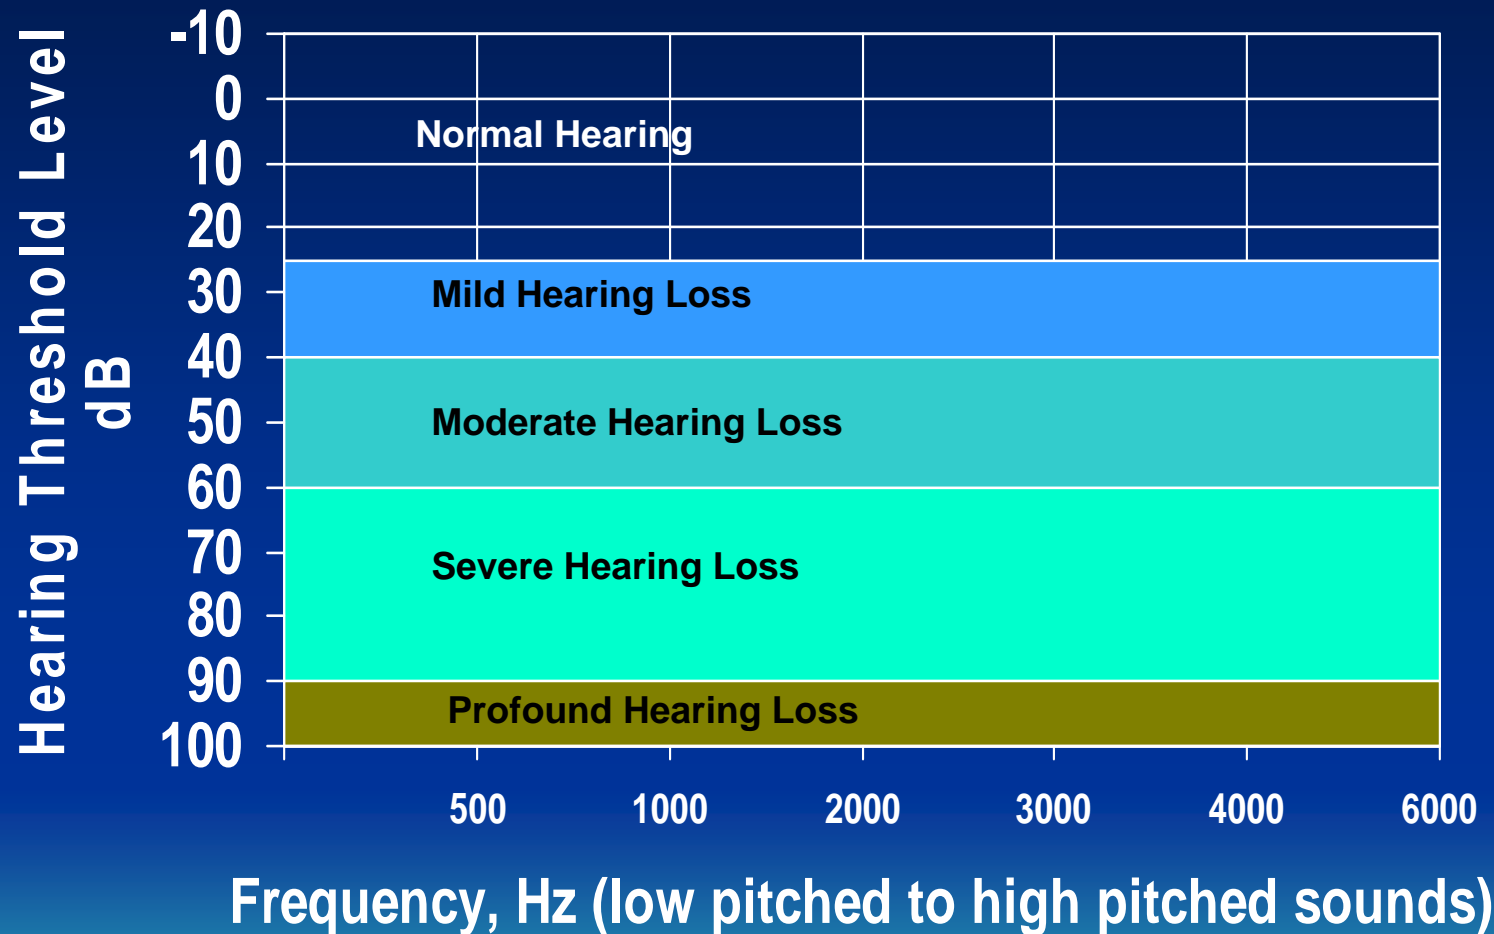 Hearing Threshold Level
dB
-10
0
10
20
30
40
50
60
70
80
90
100
Normal Hearing
Mild Hearing Loss
Moderate Hearing Loss
Severe Hearing Loss
Profound Hearing Loss
500 1000 2000 3000 4000 6000
Frequency, Hz (low pitched to high pitched sounds)